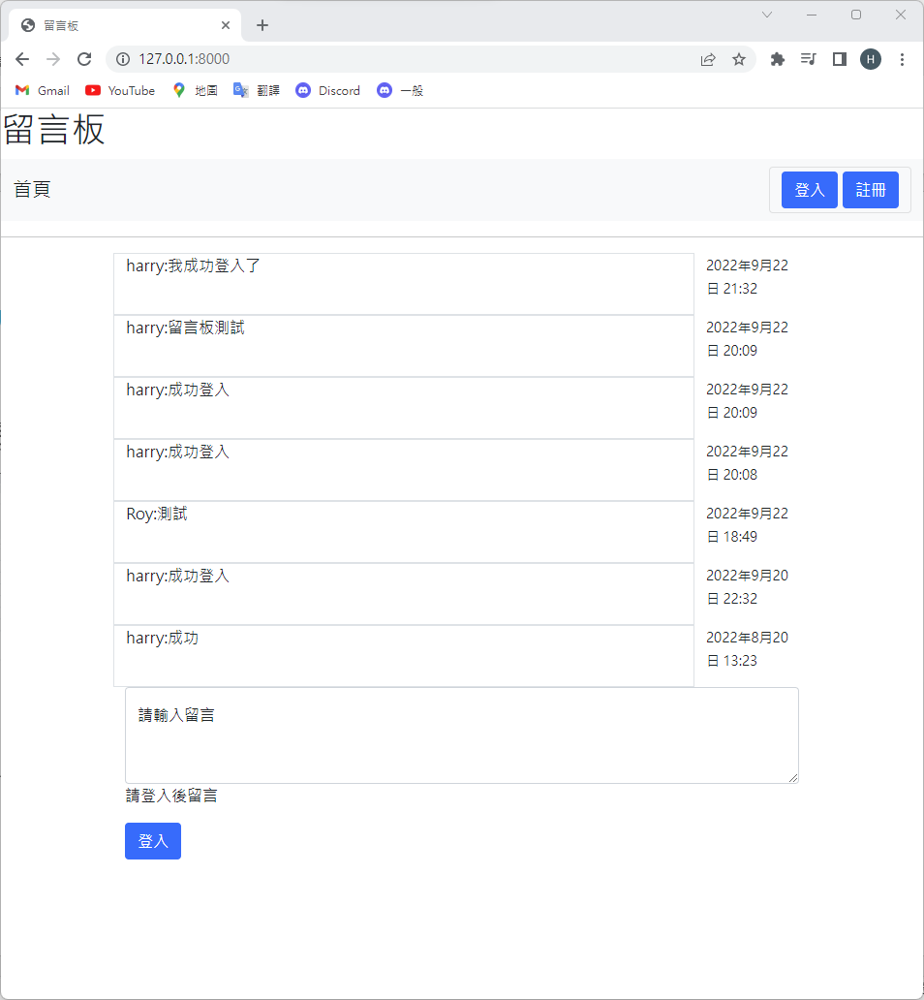 留言板
127.0.0.1:8000
H
Gmail YouTube 地圖 翻譯 Discord 一般
留言板
首頁 登入 註冊
harry:我成功登入了 2022年9月22
日 21:32
harry:留言板測試 2022年9月22
日 20:09
harry:成功登入 2022年9月22
日 20:09
harry:成功登入 2022年9月22
日 20:08
Roy:測試 2022年9月22
日 18:49
harry:成功登入 2022年9月20
日 22:32
harry:成功 2022年8月20
日 13:23
請輸入留言
請登入後留言
登入